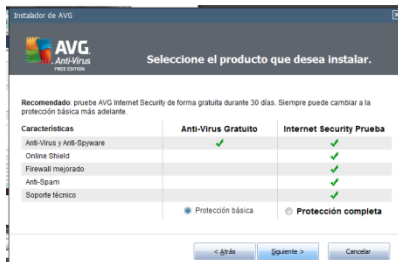 Instalador de AVG
AVG.
Anti-Virus
FREE EDITION
Seleccione el producto que desea instalar.
Recomendado: pruebe AVG Internet Security de forma gratuita durante 30 días. Siempre puede cambiar a la
protección básica más adelante.
Características Anti-Virus Gratuito Internet Security Prueba
Anti-Virus y Anti-Spyware
Online Shield
Firewall mejorado
Anti-Spam
Soporte técnico
Protección básica Protección completa
< Atrás Siguiente > Cancelar